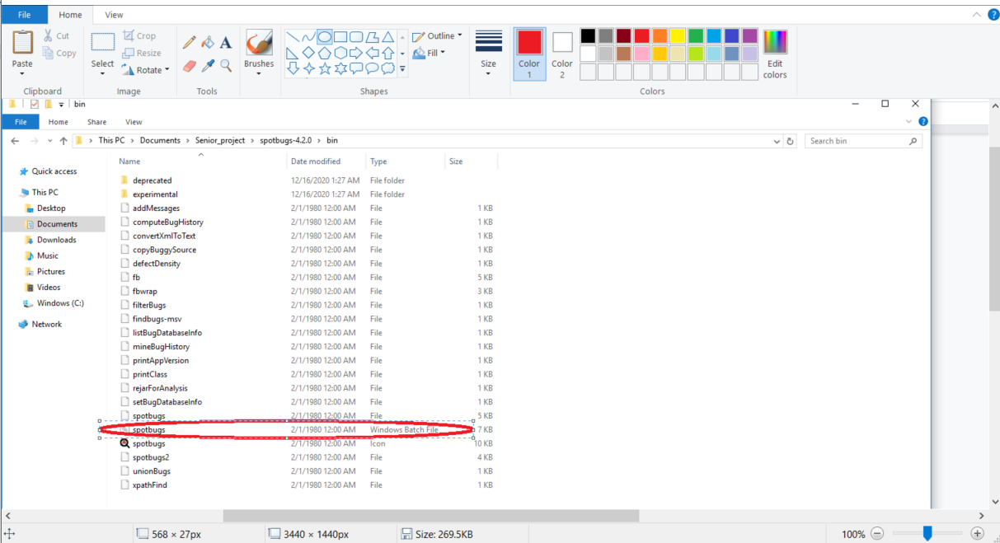 File Home View
Cut
Copy
Paste
Clipboard
Select
Crop
Resize
Rotate
Image
A
Tools
Brushes
Outline
Fill
Shapes
Size
Color 1
Color 2
Edit colors
Colors
bin
File Home Share View
This PC > Documents > Senior_project > spotbugs-4.2.0 > bin
Search bin
Quick access
This PC
Desktop
Documents
Downloads
Music
Pictures
Videos
Windows (C:)
Network
Name Date modified Type Size
deprecated 12/16/2020 1:27 AM File folder
experimental 12/16/2020 1:27 AM File folder
addMessages 2/1/1980 12:00 AM File 1 KB
computeBugHistory 2/1/1980 12:00 AM File 1 KB
convertXmlToText 2/1/1980 12:00 AM File 1 KB
copyBuggySource 2/1/1980 12:00 AM File 1 KB
defectDensity 2/1/1980 12:00 AM File 1 KB
fb 2/1/1980 12:00 AM File 5 KB
fbwrap 2/1/1980 12:00 AM File 3 KB
filterBugs 2/1/1980 12:00 AM File 1 KB
findbugs-msv 2/1/1980 12:00 AM File 1 KB
listBugDatabaseInfo 2/1/1980 12:00 AM File 1 KB
mineBugHistory 2/1/1980 12:00 AM File 1 KB
printAppVersion 2/1/1980 12:00 AM File 1 KB
printClass 2/1/1980 12:00 AM File 1 KB
rejarForAnalysis 2/1/1980 12:00 AM File 1 KB
setBugDatabaseInfo 2/1/1980 12:00 AM File 1 KB
spotbugs 2/1/1980 12:00 AM File 5 KB
spotbugs 2/1/1980 12:00 AM Windows Batch File 7 KB
spotbugs 2/1/1980 12:00 AM Icon 10 KB
spotbugs2 2/1/1980 12:00 AM File 4 KB
unionBugs 2/1/1980 12:00 AM File 1 KB
xpathFind 2/1/1980 12:00 AM File 1 KB
568 × 27px 3440 × 1440px Size: 269.5KB 100%